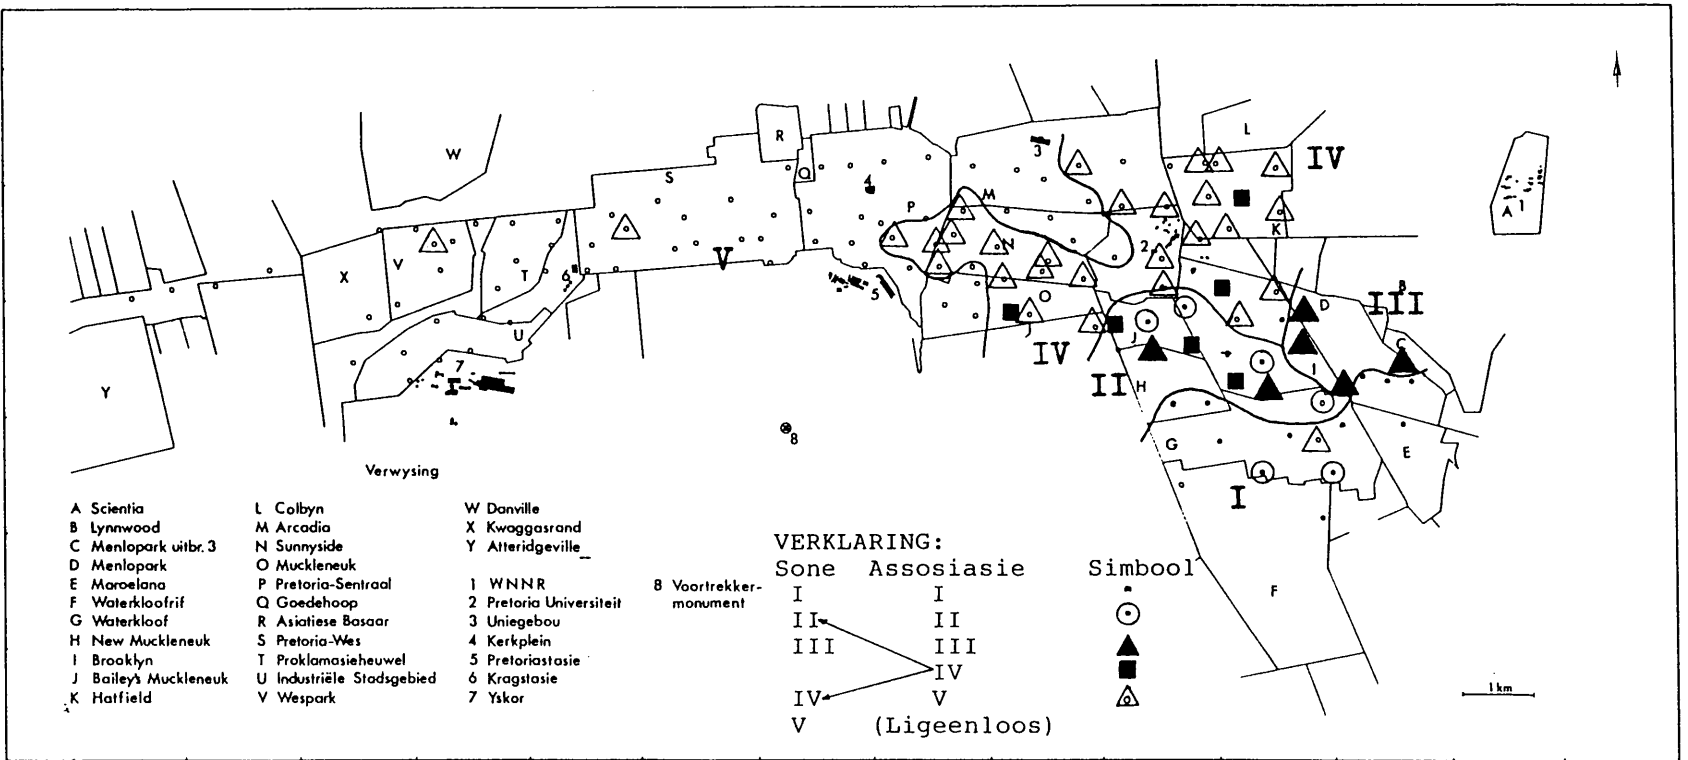 W
R
S
Q
4
P
M
3
L
IV
A 1
K
N
2
V
X
V
T
6
U
7
Y
5
O
J
IV
II
H
I
D
B
III
C
G
E
I
F
8
Verwysing
A Scientia
B Lynnwood
C Menlopark uitbr. 3
D Menlopark
E Maroelana
F Waterkloofrif
G Waterkloof
H New Muckleneuk
I Brooklyn
J Bailey's Muckleneuk
K Hatfield
L Colbyn
M Arcadia
N Sunnyside
O Muckleneuk
P Pretoria-Sentraal
Q Goedehoop
R Asiatiese Basaar
S Pretoria-Wes
T Proklamasieheuwel
U Industriële Stadsgebied
V Wespark
W Danville
X Kwaggasrand
Y Atteridgeville
1 WNNR
2 Pretoria Universiteit
3 Uniegebou
4 Kerkplein
5 Pretoriastasie
6 Kragstasie
7 Yskor
8 Voortrekker-
monument
VERKLARING:
Sone Assosiasie Simbool
I I
II II
III III
IV
IV V
V (Ligeenloos)
1 km